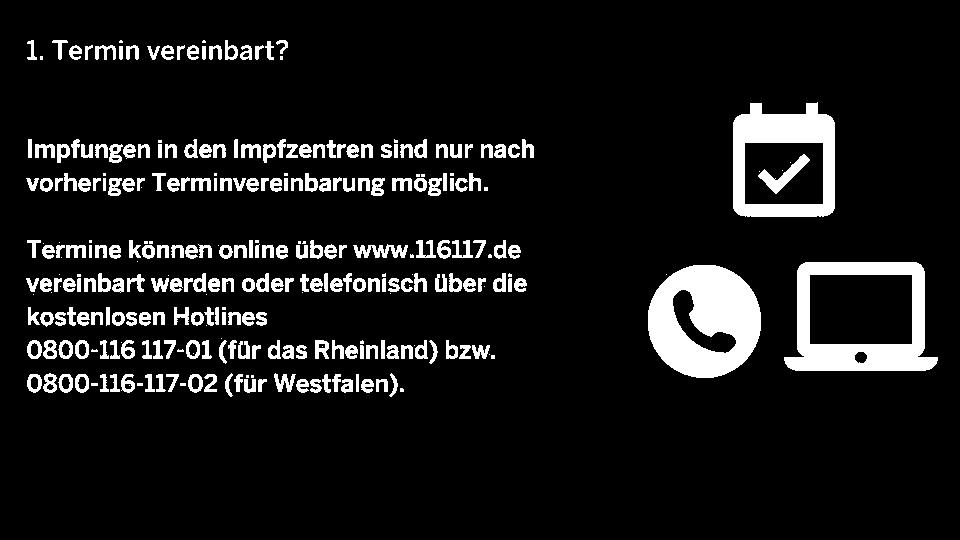 1. Termin vereinbart?
Impfungen in den Impfzentren sind nur nach
vorheriger Terminvereinbarung möglich.
Termine können online über www.116117.de
vereinbart werden oder telefonisch über die
kostenlosen Hotlines
0800-116 117-01 (für das Rheinland) bzw.
0800-116-117-02 (für Westfalen).